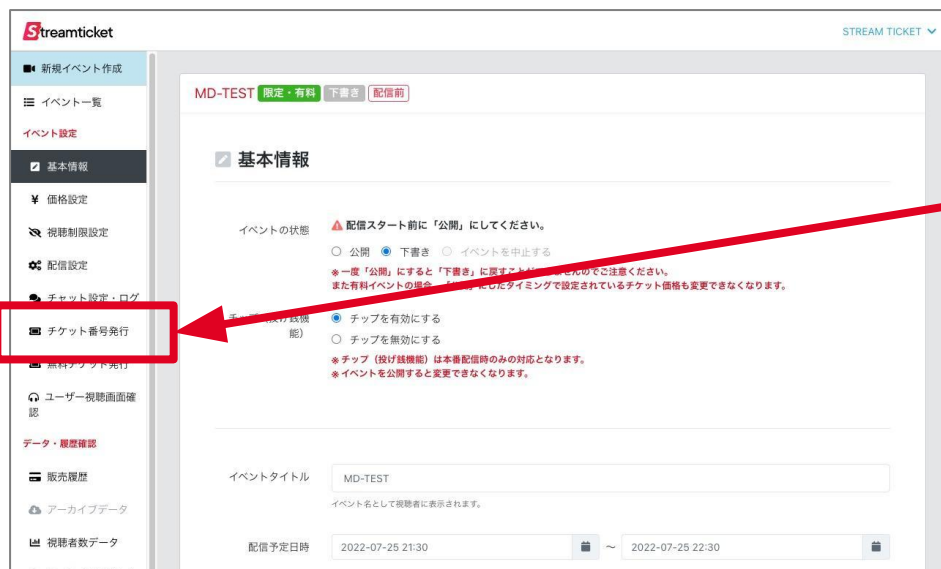 Streamticket
STREAM TICKET
新規イベント作成
イベント一覧
イベント設定
基本情報
価格設定
視聴制限設定
配信設定
チャット設定・ログ
チケット番号発行
無料チケット発行
ユーザー視聴画面確
認
データ・履歴確認
販売履歴
アーカイブデータ
視聴者数データ
MD-TEST 限定・有料 下書き 配信前
基本情報
イベントの状態
配信スタート前に「公開」にしてください。
公開 下書き イベントを中止する
※一度「公開」にすると「下書き」に戻すこと
んのでご注意ください。
また有料イベントの場合、
にしたタイミングで設定されているチケット価格も変更できなくなります。
能）
チップを有効にする
チップを無効にする
※チップ（投げ銭機能）は本番配信時のみの対応となります。
※イベントを公開すると変更できなくなります。
イベントタイトル
MD-TEST
イベント名として視聴者に表示されます。
配信予定日時
2022-07-25 21:30 ～ 2022-07-25 22:30